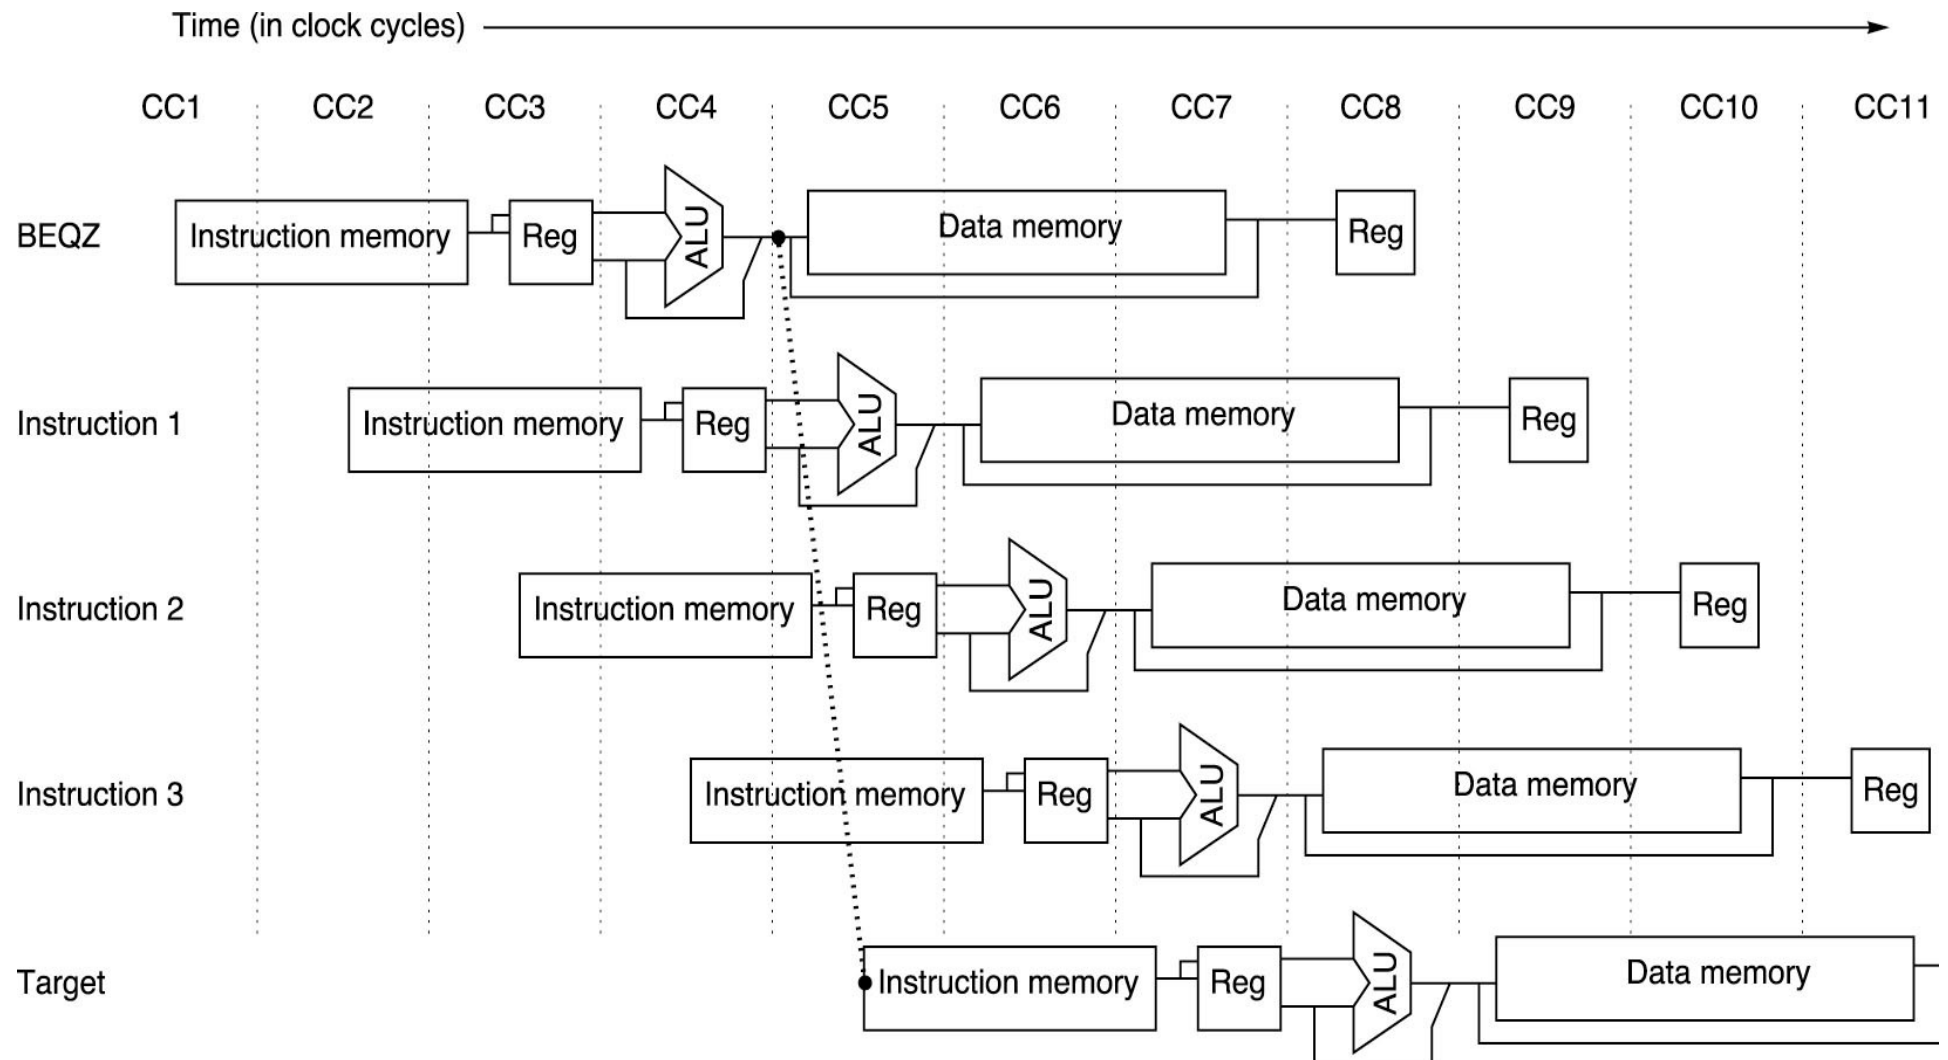 Time (in clock cycles)
CC1 CC2 CC3 CC4 CC5 CC6 CC7 CC8 CC9 CC10 CC11
BEQZ Instruction memory Reg ALU Data memory Reg
Instruction 1 Instruction memory Reg ALU Data memory Reg
Instruction 2 Instruction memory Reg ALU Data memory Reg
Instruction 3 Instruction memory Reg ALU Data memory Reg
Target Instruction memory Reg ALU Data memory